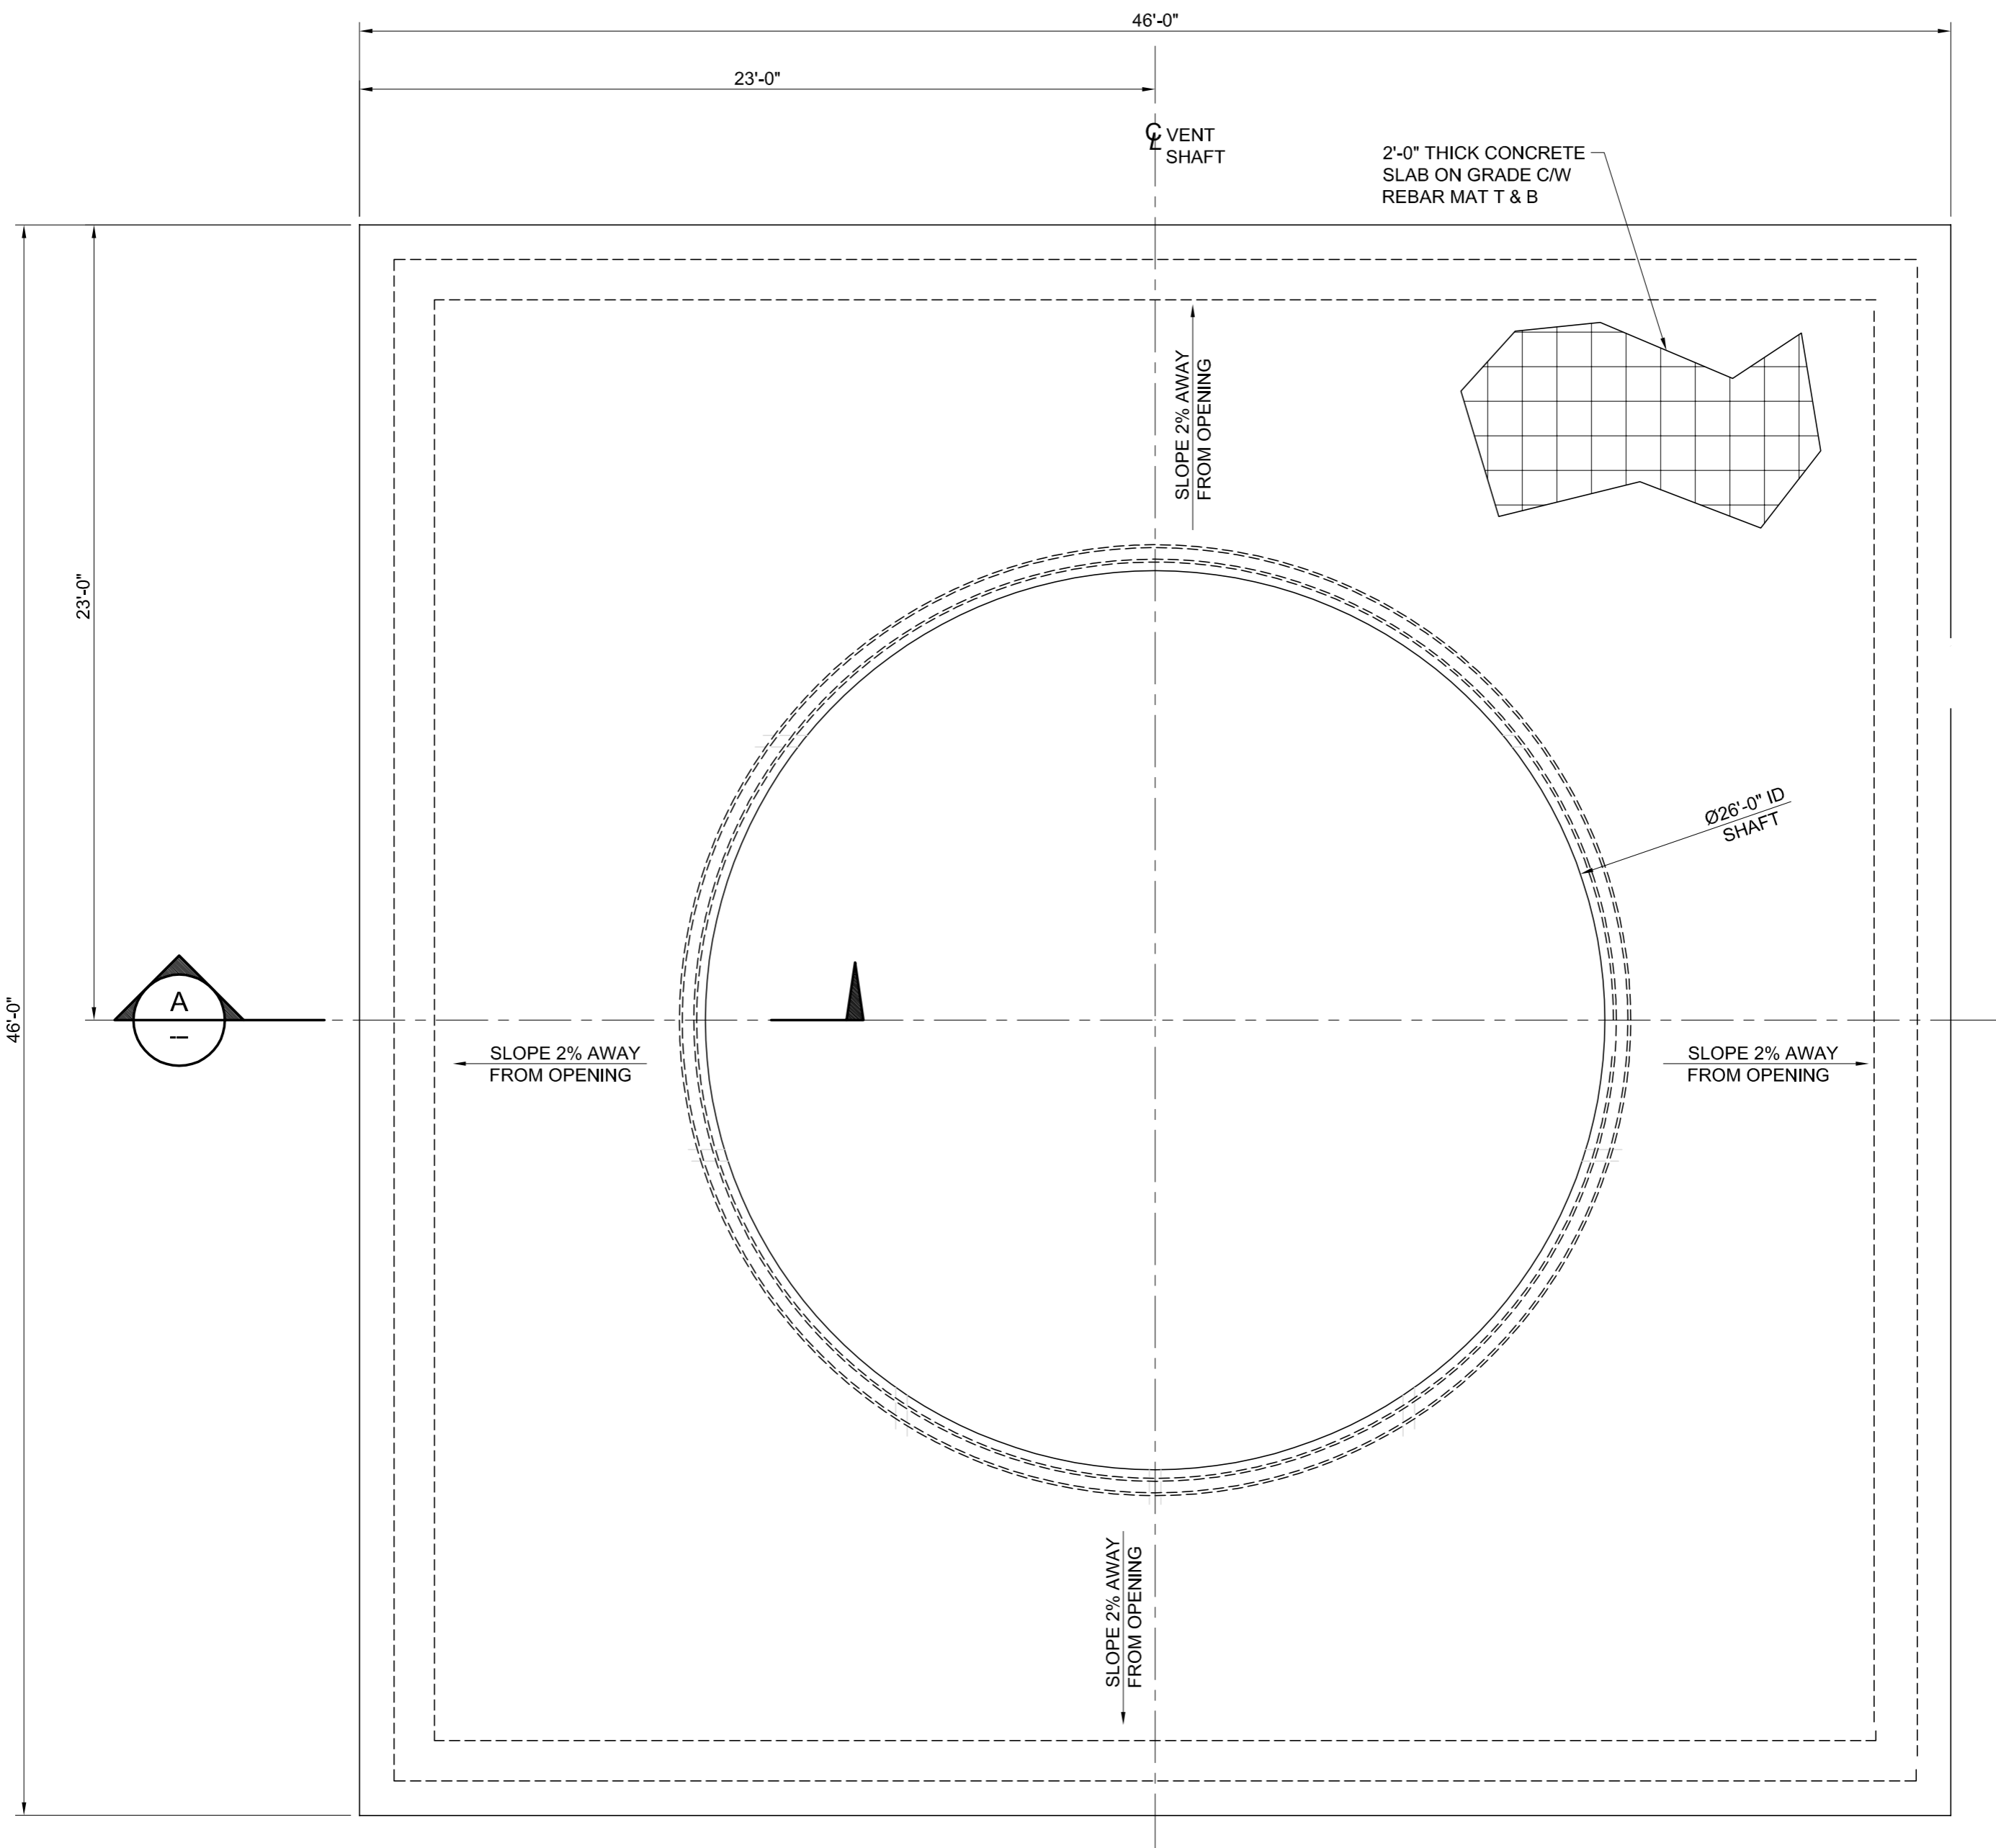 46'-0"
23'-0"
℄ VENT
SHAFT
2'-0" THICK CONCRETE
SLAB ON GRADE C/W
REBAR MAT T & B
SLOPE 2% AWAY
FROM OPENING
23'-0"
Ø26'-0" ID
SHAFT
46'-0"
A
--
SLOPE 2% AWAY
FROM OPENING
SLOPE 2% AWAY
FROM OPENING
SLOPE 2% AWAY
FROM OPENING